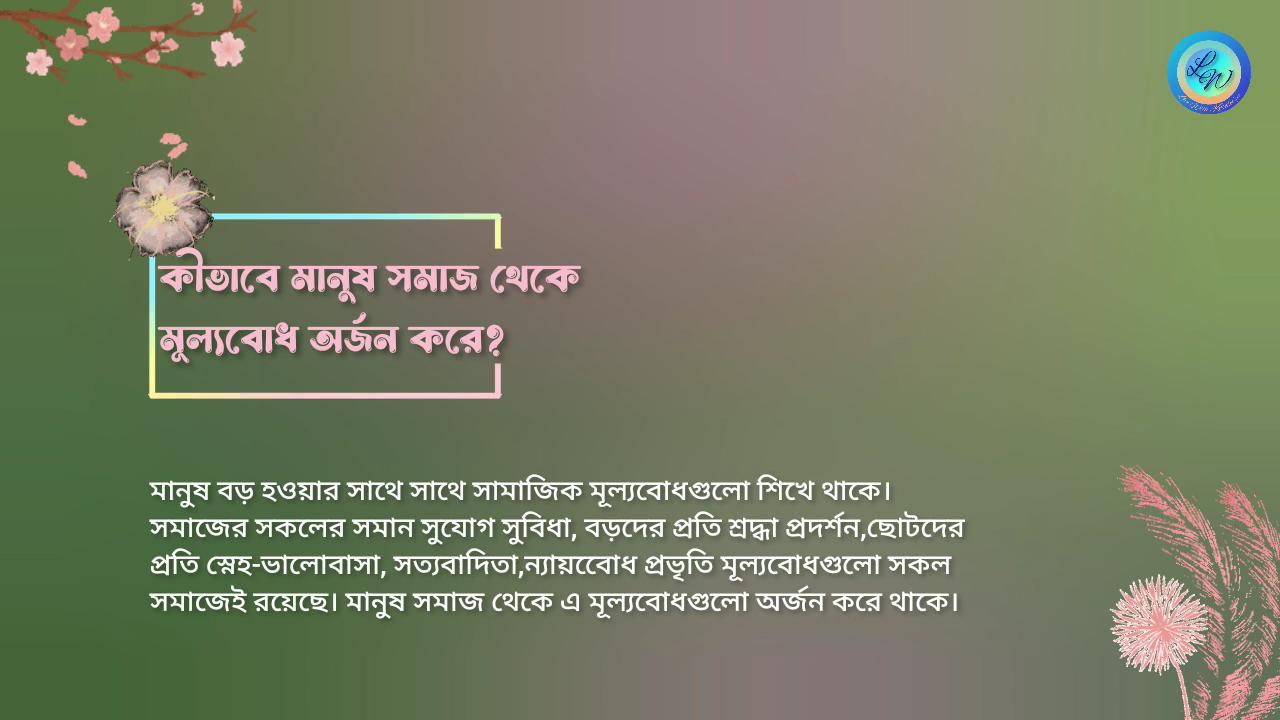 কীভাবে মানুষ সমাজ থেকে
মূল্যবোধ অর্জন করে?
মানুষ বড় হওয়ার সাথে সাথে সামাজিক মূল্যবোধগুলো শিখে থাকে।
সমাজের সকলের সমান সুযোগ সুবিধা, বড়দের প্রতি শ্রদ্ধা প্রদর্শন,ছোটদের
প্রতি স্নেহ-ভালোবাসা, সত্যবাদিতা,ন্যায়বোেধ প্রভৃতি মূল্যবোধগুলো সকল
সমাজেই রয়েছে। মানুষ সমাজ থেকে এ মূল্যবোধগুলো অর্জন করে থাকে।
LW